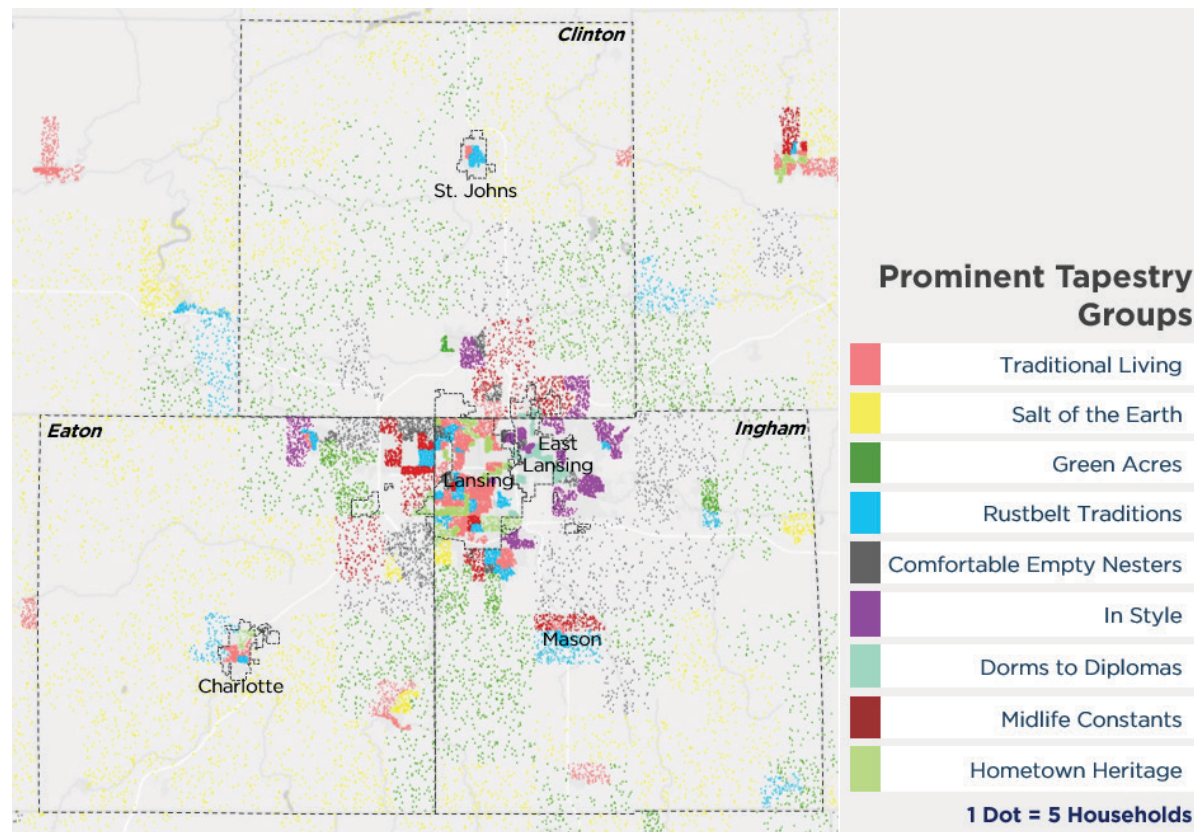 Clinton
St. Johns
Eaton
Ingham
East
Lansing
Lansing
Mason
Charlotte
Prominent Tapestry
Groups
Traditional Living
Salt of the Earth
Green Acres
Rustbelt Traditions
Comfortable Empty Nesters
In Style
Dorms to Diplomas
Midlife Constants
Hometown Heritage
1 Dot = 5 Households